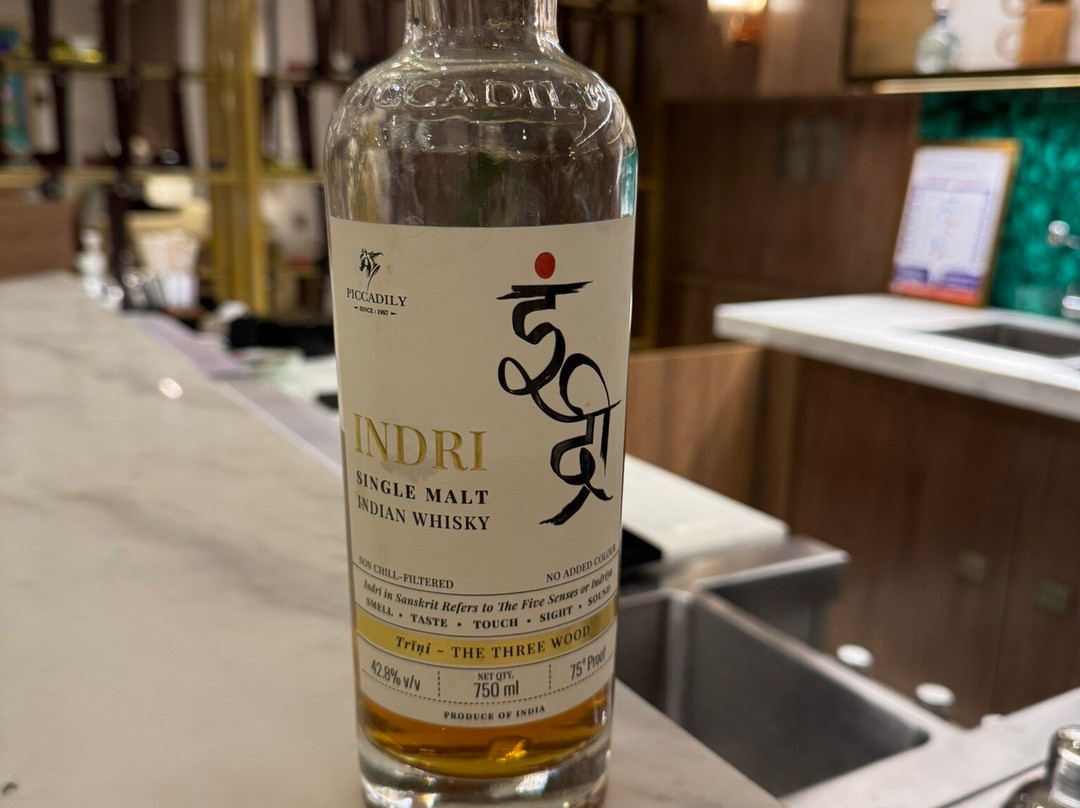 PICCADILY
PICCADILY
SINCE : 1967
इंद्री
INDRI
SINGLE MALT
INDIAN WHISKY
NON CHILL-FILTERED
NO ADDED COLOUR
Indri in Sanskrit Refers to The Five Senses or Indriya
SMELL • TASTE • TOUCH • SIGHT • SOUND
Trīṇi - THE THREE WOOD
42.8% v/v
NET QTY.
750 ml
75° Proof
PRODUCE OF INDIA